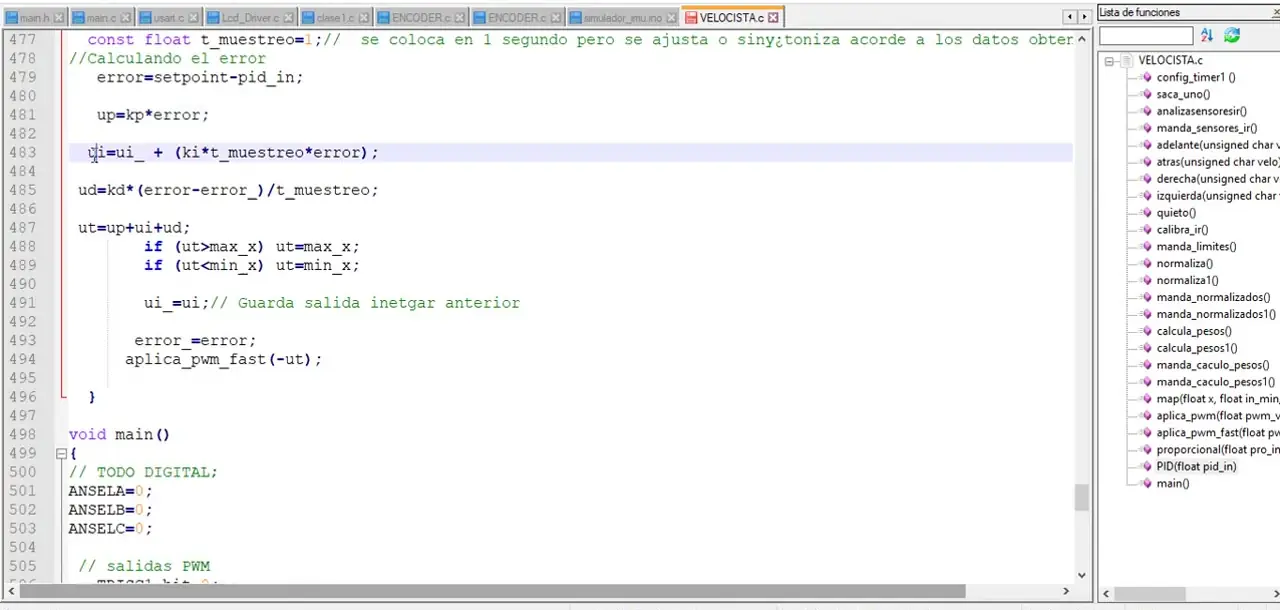 main.h
main.c
usart.c
Lcd_Driver.c
clase1.c
ENCODER.c
ENCODER.c
simulador_imu.ino
VELOCISTA.c
477 const float t_muestreo=1;// se coloca en 1 segundo pero se ajusta o siny¿toniza acorde a los datos obten
478 //Calculando el error
479 error=setpoint-pid_in;
480
481 up=kp*error;
482
483 ui=ui_ + (ki*t_muestreo*error);
484
485 ud=kd*(error-error_)/t_muestreo;
486
487 ut=up+ui+ud;
488 if (ut>max_x) ut=max_x;
489 if (ut<min_x) ut=min_x;
490
491 ui_=ui;// Guarda salida inetgar anterior
492
493 error_=error;
494 aplica_pwm_fast(-ut);
495
496 }
497
498 void main()
499 {
500 // TODO DIGITAL;
501 ANSELA=0;
502 ANSELB=0;
503 ANSELC=0;
504
505 // salidas PWM
Lista de funciones
VELOCISTA.c
config_timer1 ()
saca_uno()
analizasensoresir()
manda_sensores_ir()
adelante(unsigned char velo
atras(unsigned char velo)
derecha(unsigned char v
izquierda(unsigned char
quieto()
calibra_ir()
manda_limites()
normaliza()
normaliza1()
manda_normalizados()
manda_normalizados1()
calcula_pesos()
calcula_pesos1()
manda_caculo_pesos()
manda_caculo_pesos1()
map(float x, float in_min,
aplica_pwm(float pwm_v
aplica_pwm_fast(float pw
proporcional(float pro_in
PID(float pid_in)
main()